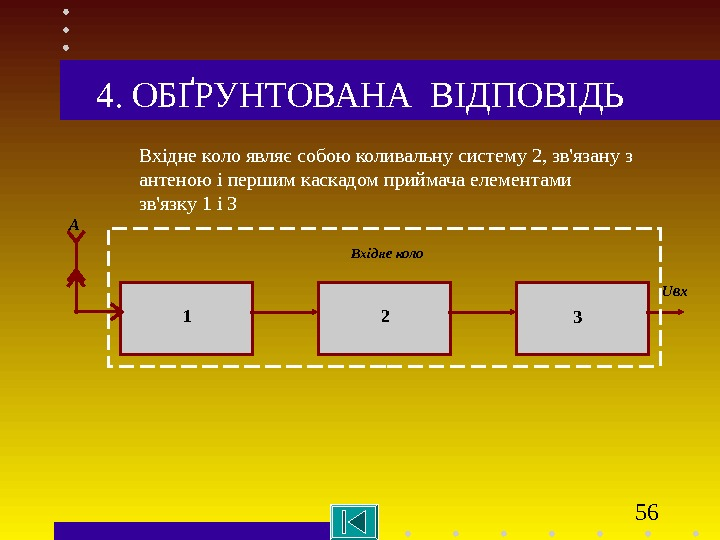 4. ОБҐРУНТОВАНА ВІДПОВІДЬ
Вхідне коло являє собою коливальну систему 2, зв'язану з
антеною і першим каскадом приймача елементами
зв'язку 1 і 3
А
Вхідне коло
Uвх
1
2
3
56